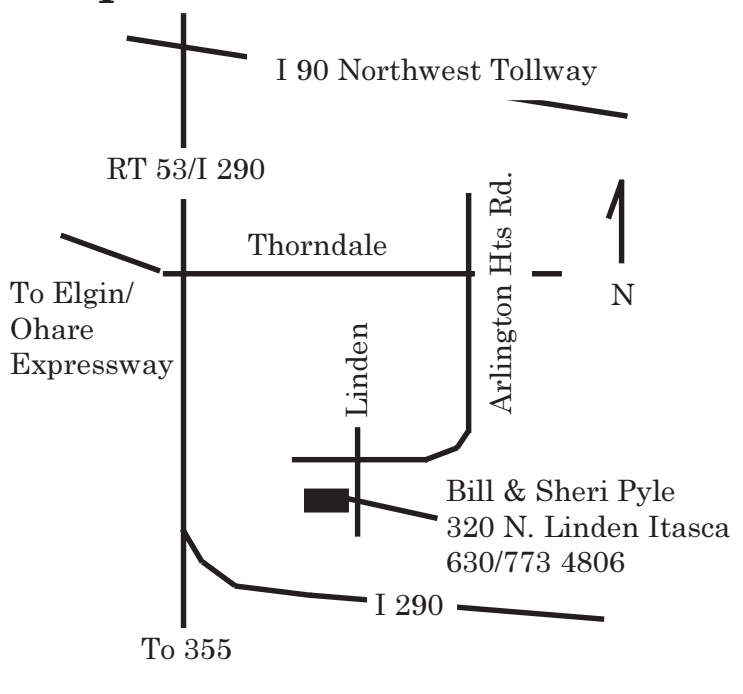 I 90 Northwest Tollway
RT 53/I 290
Thorndale
Arlington Hts Rd.
To Elgin/
Ohare
Expressway
N
Linden
Bill & Sheri Pyle
320 N. Linden Itasca
630/773 4806
I 290
To 355